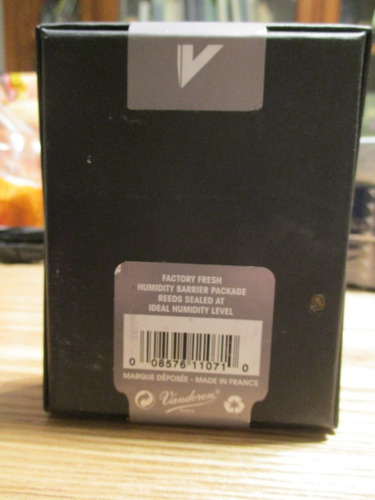 V
FACTORY FRESH
HUMIDITY BARRIER PACKAGE
REEDS SEALED AT
IDEAL HUMIDITY LEVEL
0 08576 11071 0
MARQUE DÉPOSÉE - MADE IN FRANCE
Vandoren®
PARIS